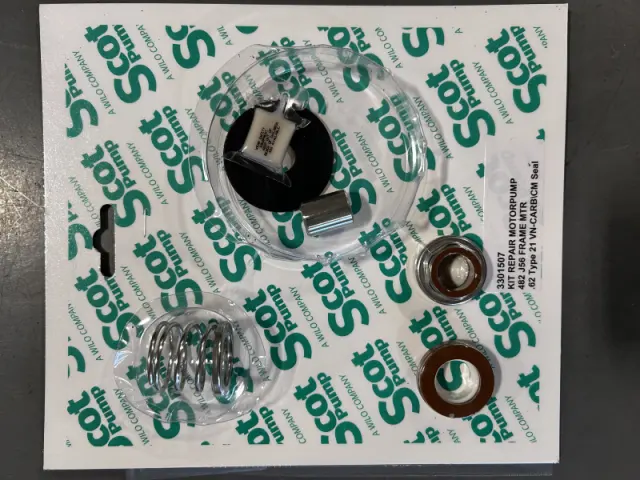 Scot
Pump
A WILO COMPANY
3301507
KIT REPAIR MOTORPUMP
482 J56 FRAME MTR
.62 Type 21 VN-CARB\CM Seal